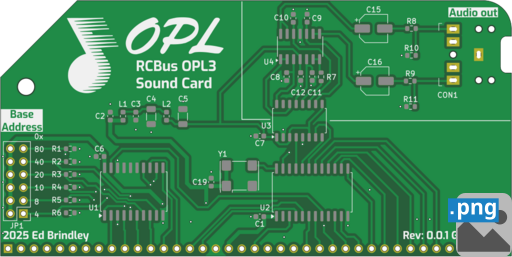 OPL
RCBus OPL3
Sound Card
Audio out
C10
C9
C15
R8
R10
U4
C16
R9
C8
C12
C11
R7
CON1
R11
Base
Address
C2
L1
C3
C4
L2
C5
U3
C7
0x
80
R1
40
R2
20
R3
10
R4
8
R5
4
R6
C6
Y1
C19
U1
U2
C1
JP1
2025 Ed Brindley
Rev: 0.0.1
.png